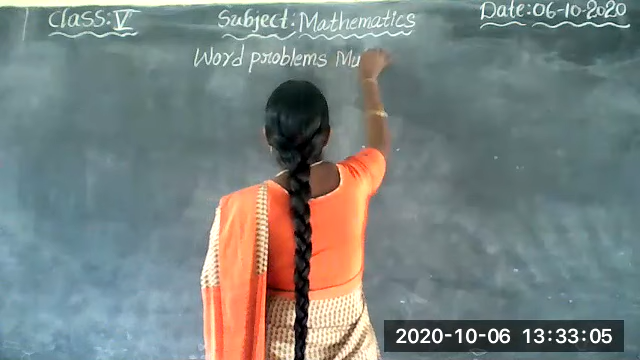 Class: V Subject: Mathematics Date: 06-10-2020
Word problems Mu
2020-10-06 13:33:05